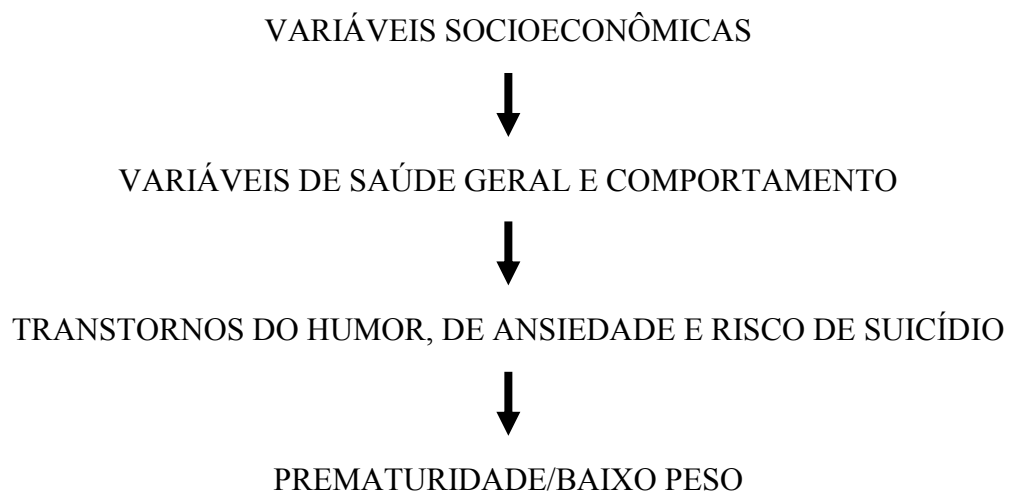 VARIÁVEIS SOCIOECONÔMICAS
VARIÁVEIS DE SAÚDE GERAL E COMPORTAMENTO
TRANSTORNOS DO HUMOR, DE ANSIEDADE E RISCO DE SUICÍDIO
PREMATURIDADE/BAIXO PESO